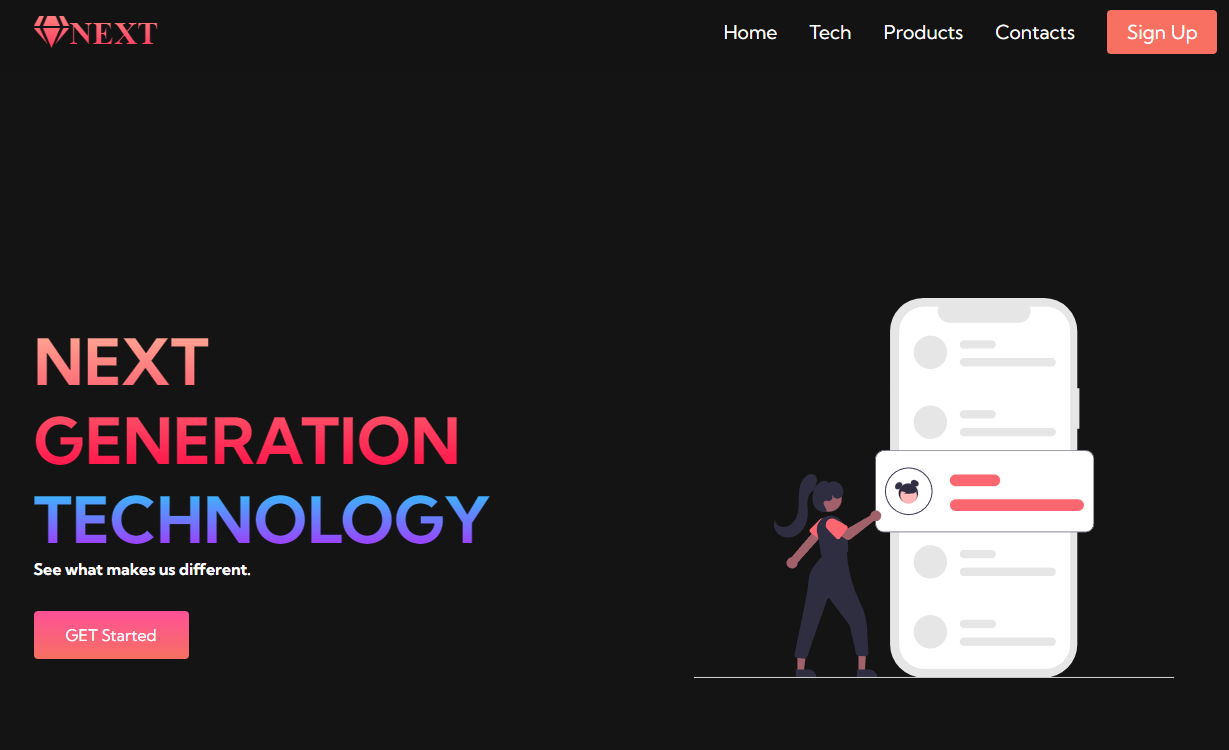 NEXT
Home Tech Products Contacts Sign Up
NEXT
GENERATION
TECHNOLOGY
See what makes us different.
GET Started